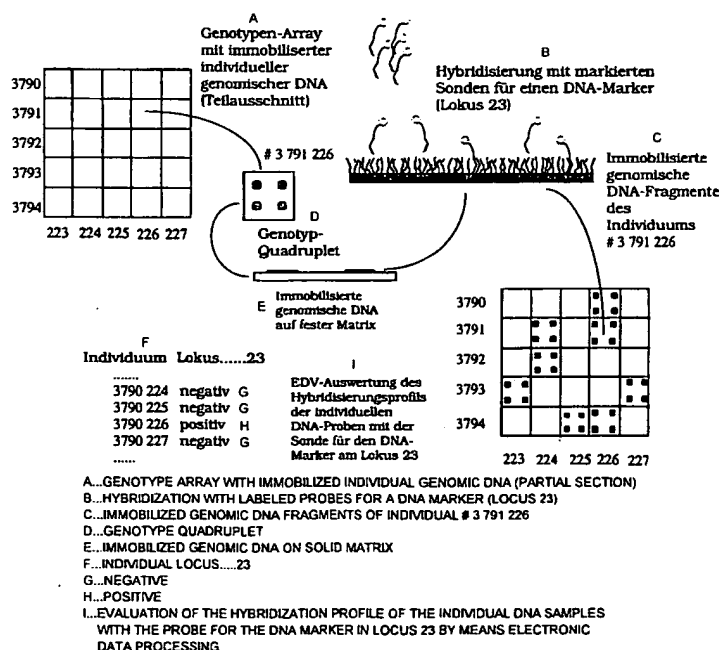 A
Genotypen-Array
mit immobiliserter
individueller
genomischer DNA
(Teilausschnitt)
3790
3791
3792
3793
3794
223 224 225 226 227
# 3 791 226
D
Genotyp-
Quadruplet
B
Hybridisierung mit markierten
Sonden für einen DNA-Marker
(Lokus 23)
C
Immobilisierte
genomische
DNA-Fragmente
des
Individuums
# 3 791 226
E Immobilisierte
genomische DNA
auf fester Matrix
F
Individuum Lokus......23
.......
3790 224 negativ G
3790 225 negativ G
3790 226 positiv H
3790 227 negativ G
......
I
EDV-Auswertung des
Hybridisierungsprofils
der individuellen
DNA-Proben mit der
Sonde für den DNA-
Marker am Lokus 23
3790
3791
3792
3793
3794
223 224 225 226 227
A...GENOTYPE ARRAY WITH IMMOBILIZED INDIVIDUAL GENOMIC DNA (PARTIAL SECTION)
B...HYBRIDIZATION WITH LABELED PROBES FOR A DNA MARKER (LOCUS 23)
C...IMMOBILIZED GENOMIC DNA FRAGMENTS OF INDIVIDUAL # 3 791 226
D...GENOTYPE QUADRUPLET
E...IMMOBILIZED GENOMIC DNA ON SOLID MATRIX
F...INDIVIDUAL LOCUS.....23
G...NEGATIVE
H...POSITIVE
I...EVALUATION OF THE HYBRIDIZATION PROFILE OF THE INDIVIDUAL DNA SAMPLES
WITH THE PROBE FOR THE DNA MARKER IN LOCUS 23 BY MEANS ELECTRONIC
DATA PROCESSING